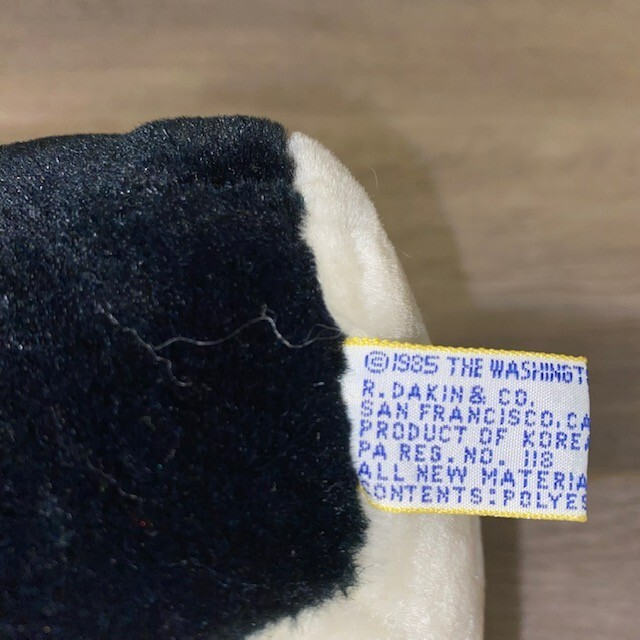 ©1985 THE WASHINGT
R. DAKIN & CO.
SAN FRANCISCO, CA
PRODUCT OF KOREA
PA REG. NO. 118
ALL NEW MATERIA
CONTENTS: POLYES